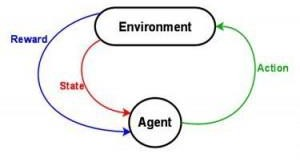 Environment
Reward
State
Action
Agent